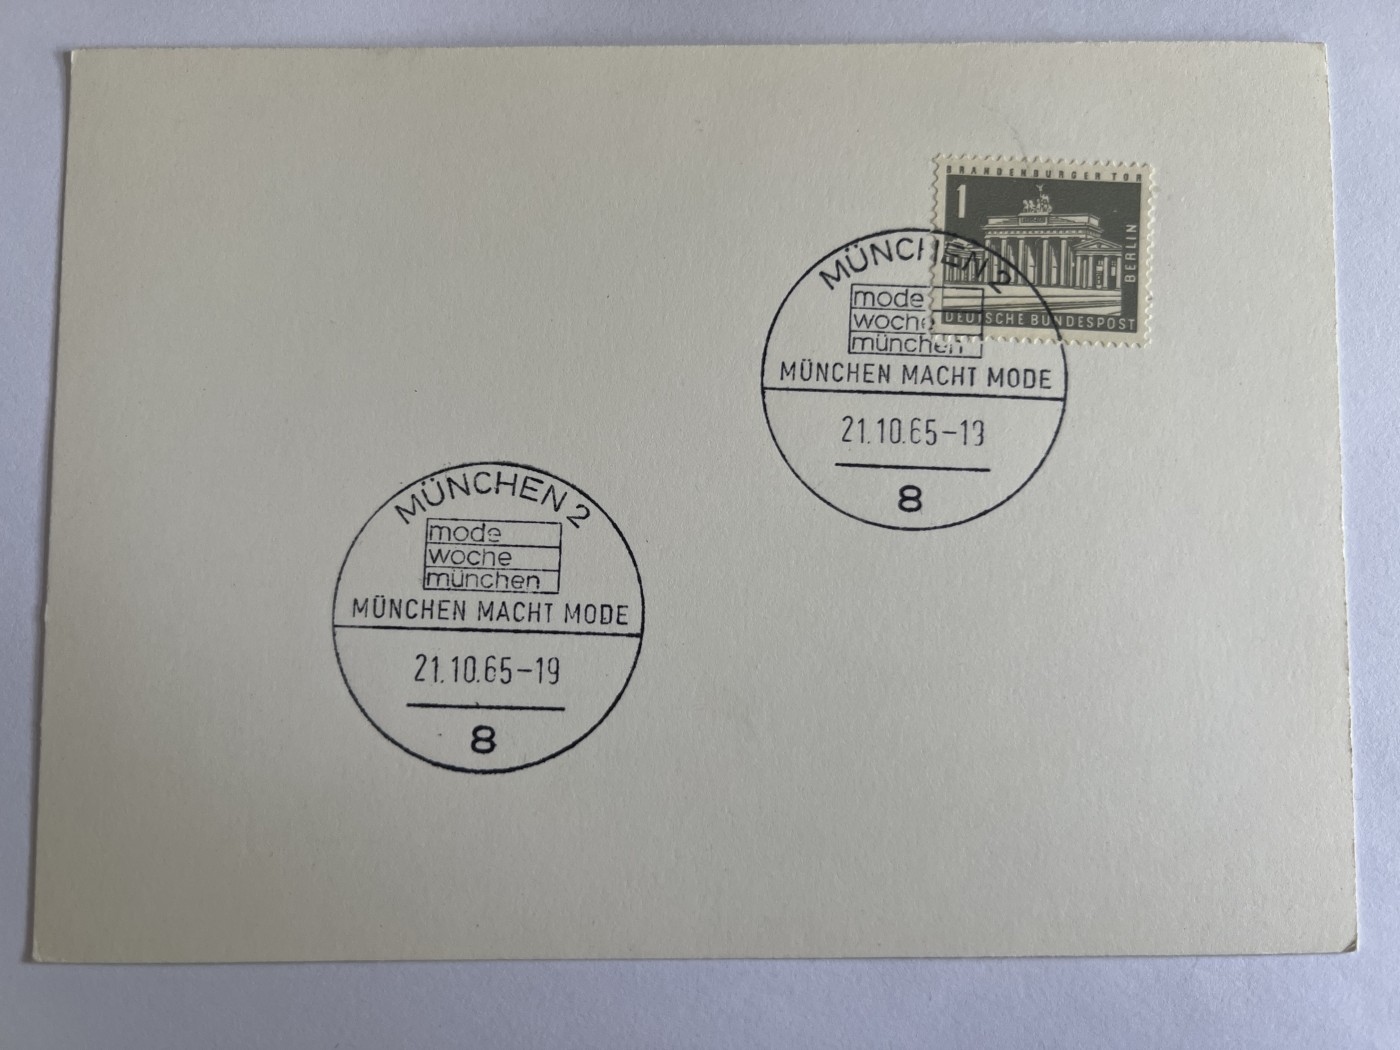 BRANDENBURGER TOR
1
BERLIN
DEUTSCHE BUNDESPOST
MÜNCHEN 2
mode
woche
münchen
MÜNCHEN MACHT MODE
21.10.65-19
8
MÜNCHEN 2
mode
woche
münchen
MÜNCHEN MACHT MODE
21.10.65-19
8